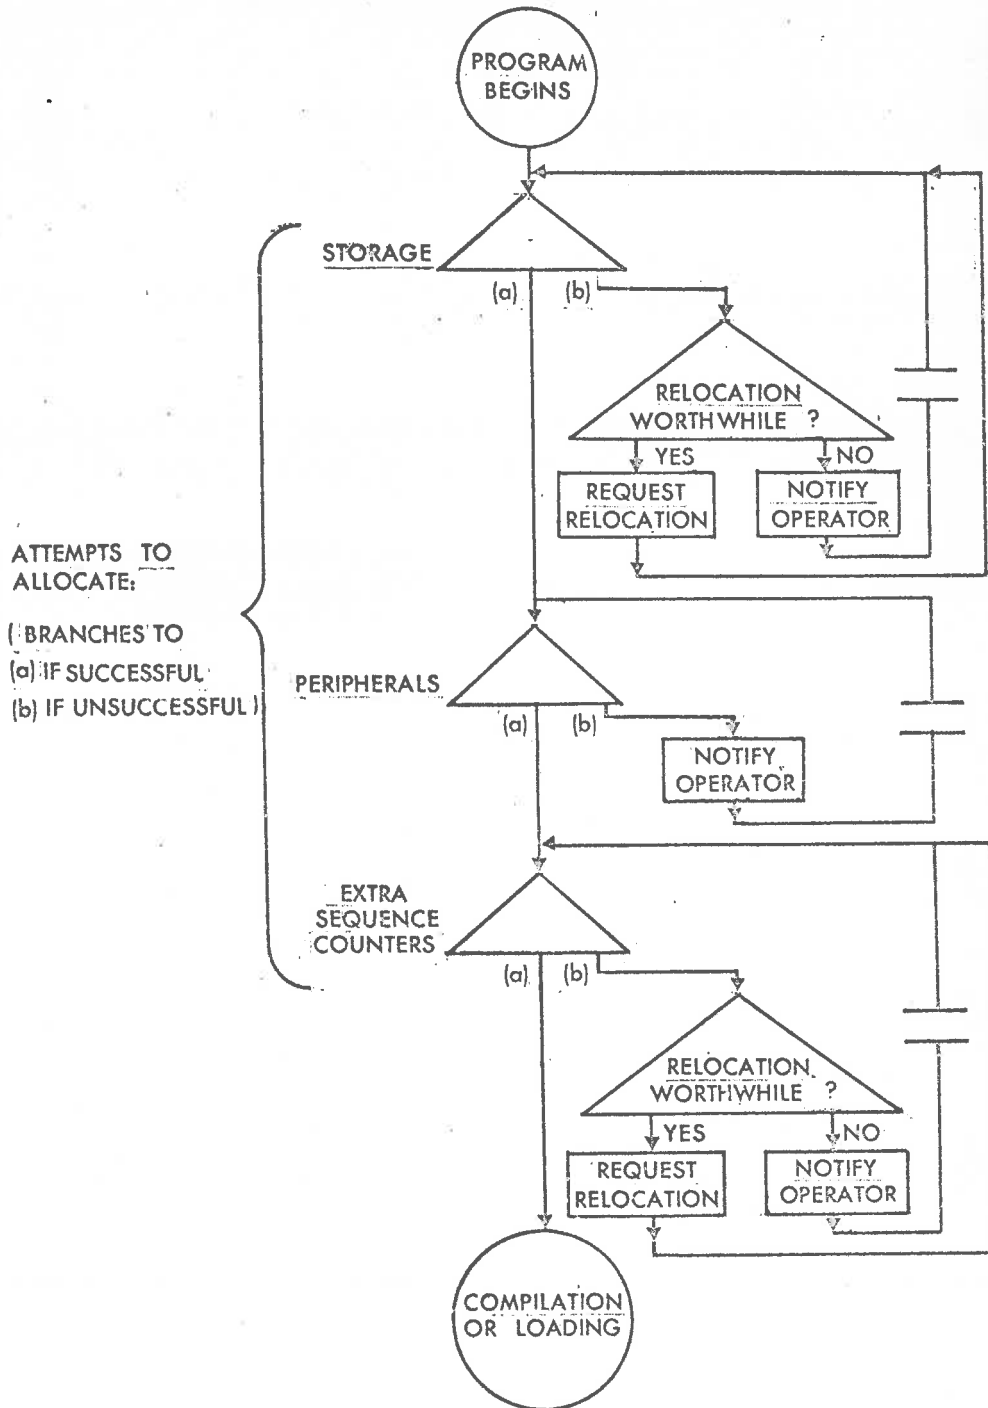 PROGRAM
BEGINS
STORAGE
(a)
(b)
RELOCATION
WORTHWHILE ?
YES
NO
REQUEST
RELOCATION
NOTIFY
OPERATOR
ATTEMPTS TO
ALLOCATE:
( BRANCHES TO
(a) IF SUCCESSFUL
(b) IF UNSUCCESSFUL )
PERIPHERALS
(a)
(b)
NOTIFY
OPERATOR
EXTRA
SEQUENCE
COUNTERS
(a)
(b)
RELOCATION
WORTHWHILE ?
YES
NO
REQUEST
RELOCATION
NOTIFY
OPERATOR
COMPILATION
OR LOADING